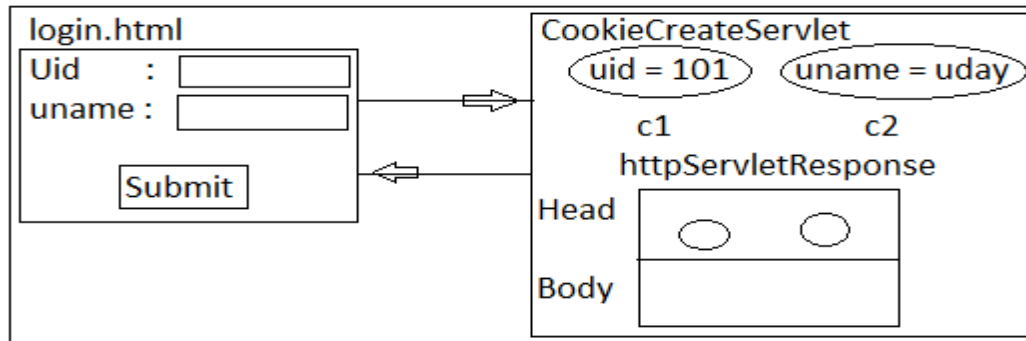 login.html
Uid :
uname :
Submit
CookieCreateServlet
uid = 101 uname = uday
c1 c2
httpServletResponse
Head
Body